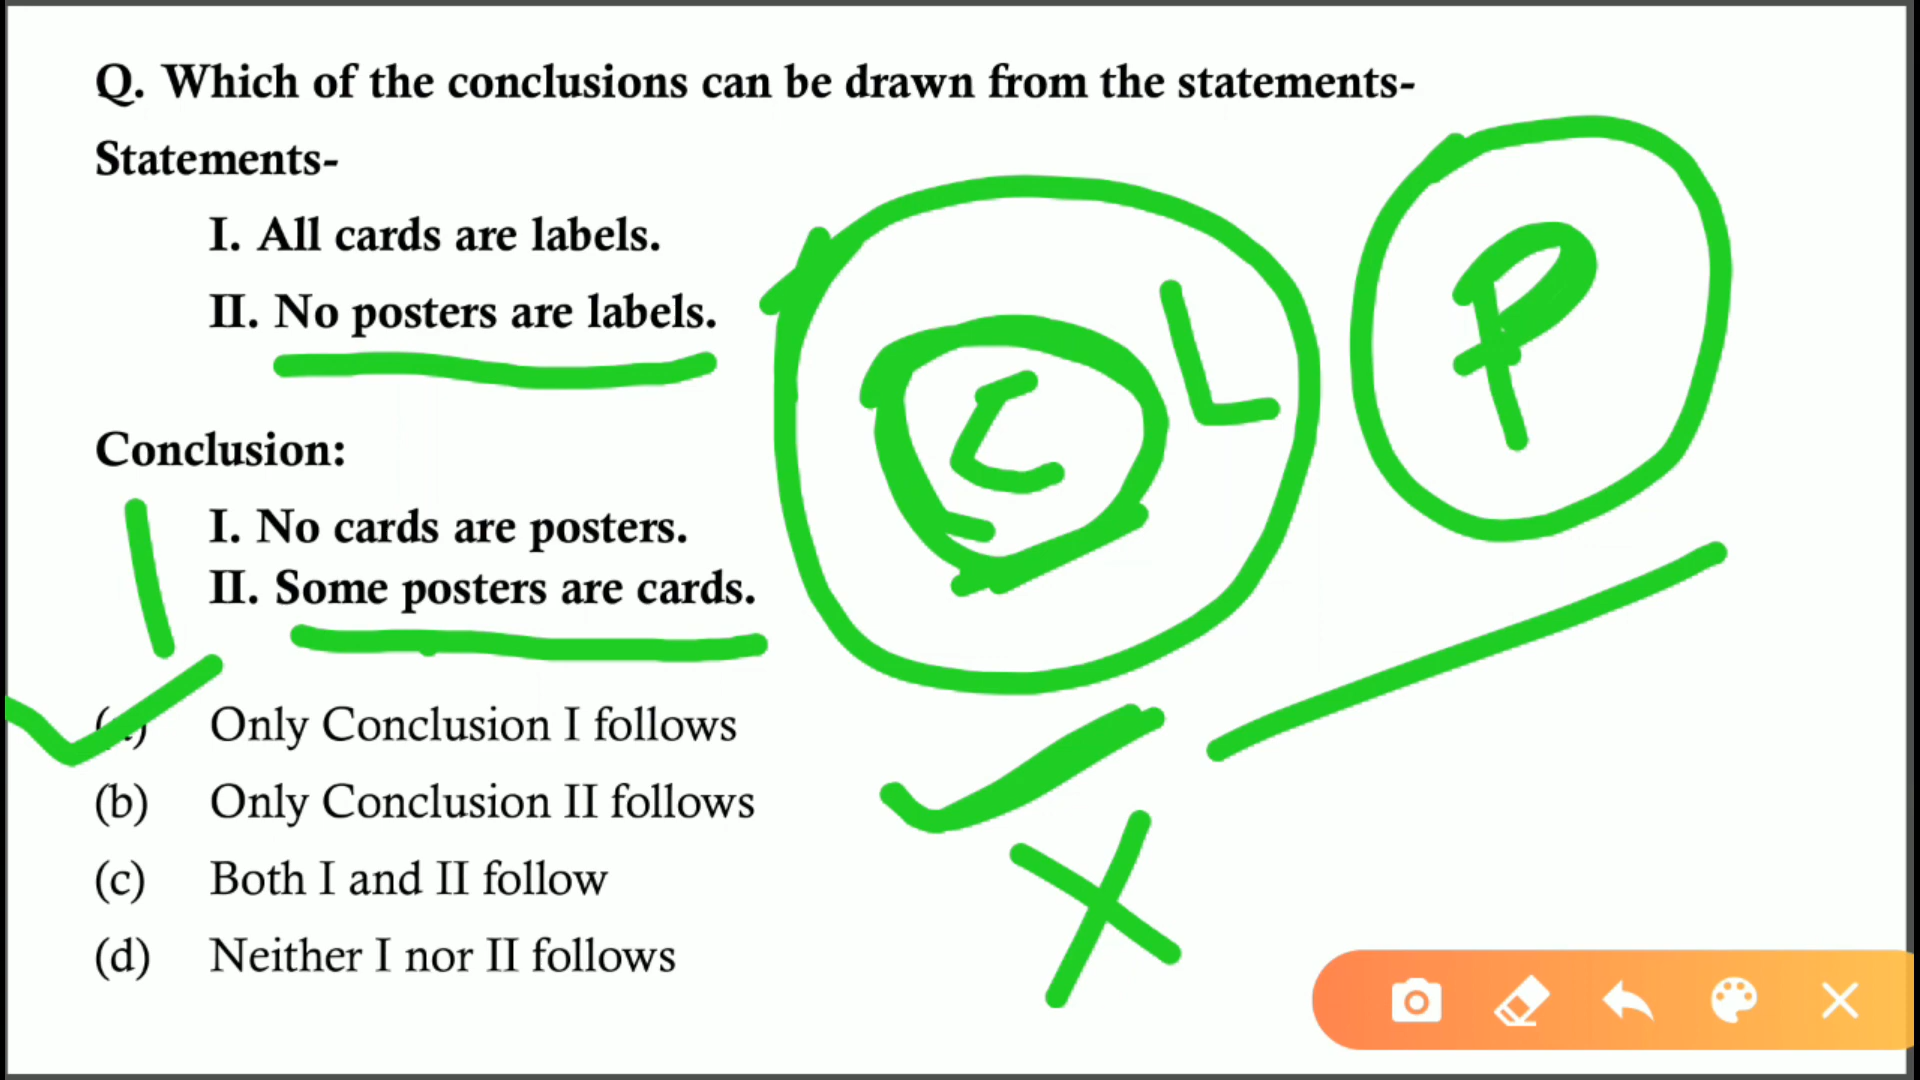 Q. Which of the conclusions can be drawn from the statements-
Statements-
I. All cards are labels.
II. No posters are labels.
Conclusion:
I. No cards are posters.
II. Some posters are cards.
(a) Only Conclusion I follows
(b) Only Conclusion II follows
(c) Both I and II follow
(d) Neither I nor II follows
C
L
P